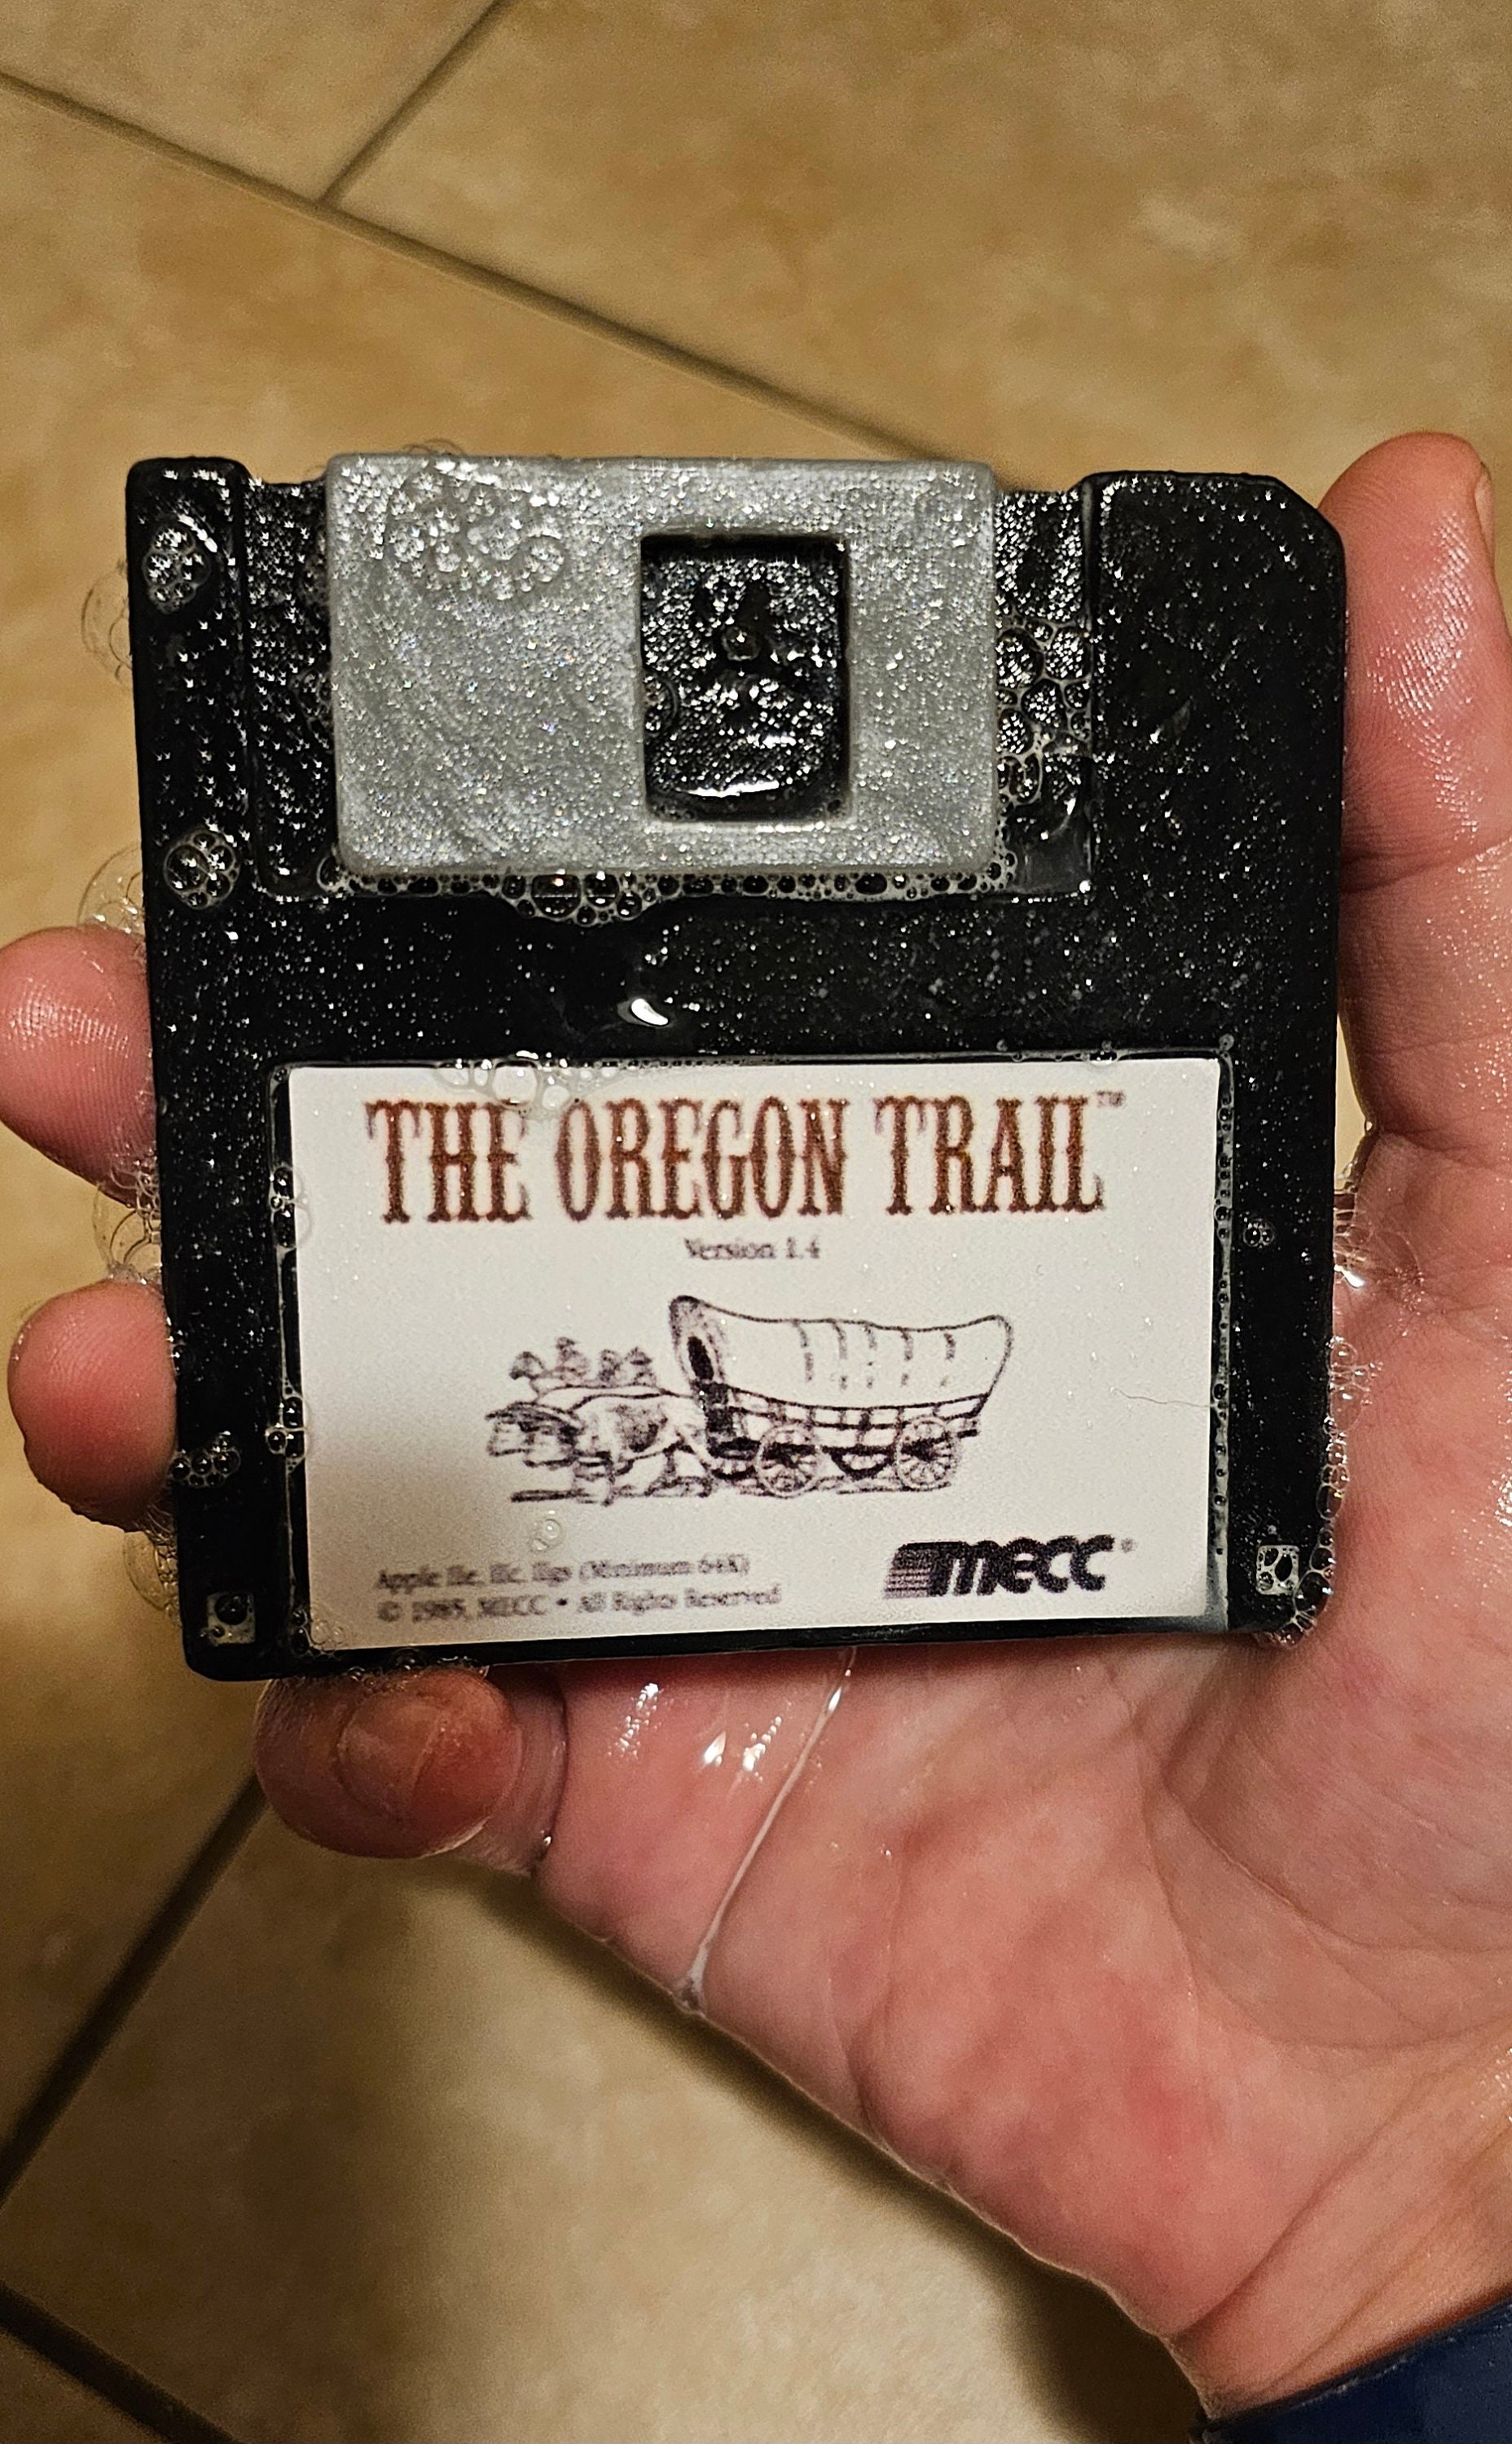 THE OREGON TRAIL™
Version 1.4
Apple IIe, IIc, IIgs (Minimum 64K)
© 1985, MECC • All Rights Reserved
mecc®